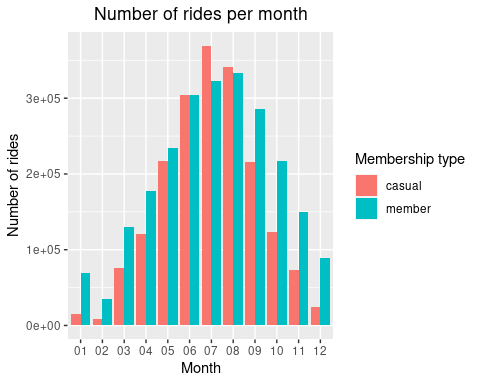 Number of rides per month
Number of rides
3e+05
2e+05
1e+05
0e+00
01 02 03 04 05 06 07 08 09 10 11 12
Month
Membership type
casual
member